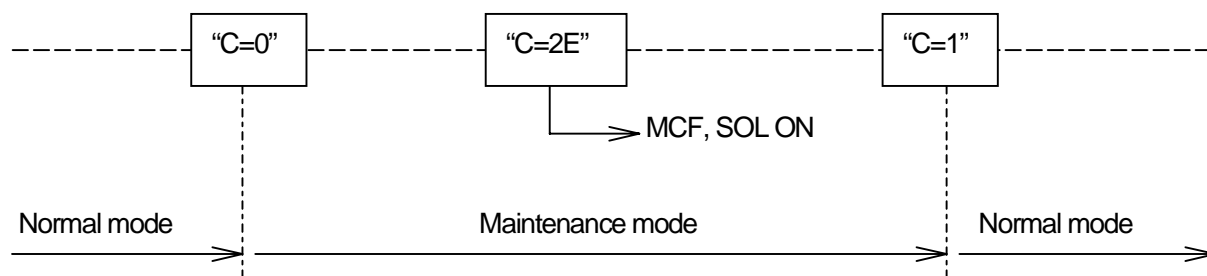 “C=0”
“C=2E”
“C=1”
MCF, SOL ON
Normal mode
Maintenance mode
Normal mode